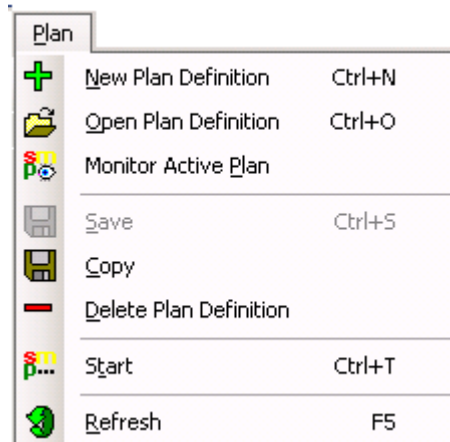 Plan
New Plan Definition Ctrl+N
Open Plan Definition Ctrl+O
Monitor Active Plan
Save Ctrl+S
Copy
Delete Plan Definition
Start Ctrl+T
Refresh F5